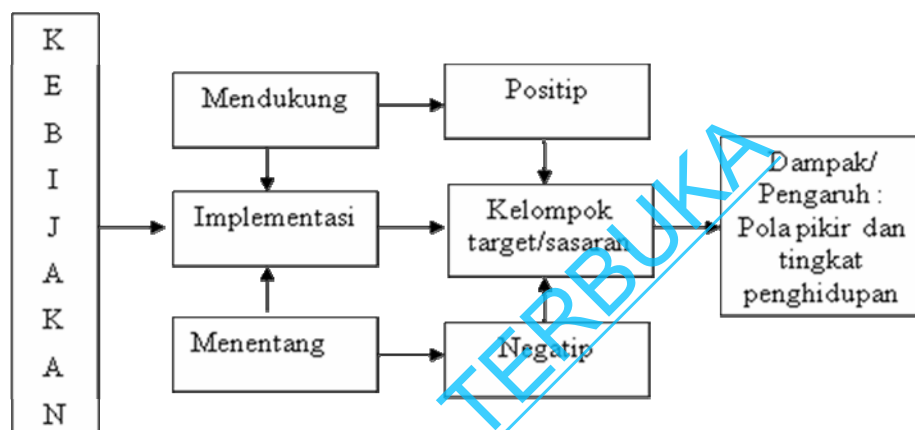 K
E
B
I
J
A
K
A
N
Mendukung
Positip
Implementasi
Kelompok
target/sasaran
Dampak/
Pengaruh :
Pola pikir dan
tingkat
penghidupan
Menentang
Negatip
TERBUKA